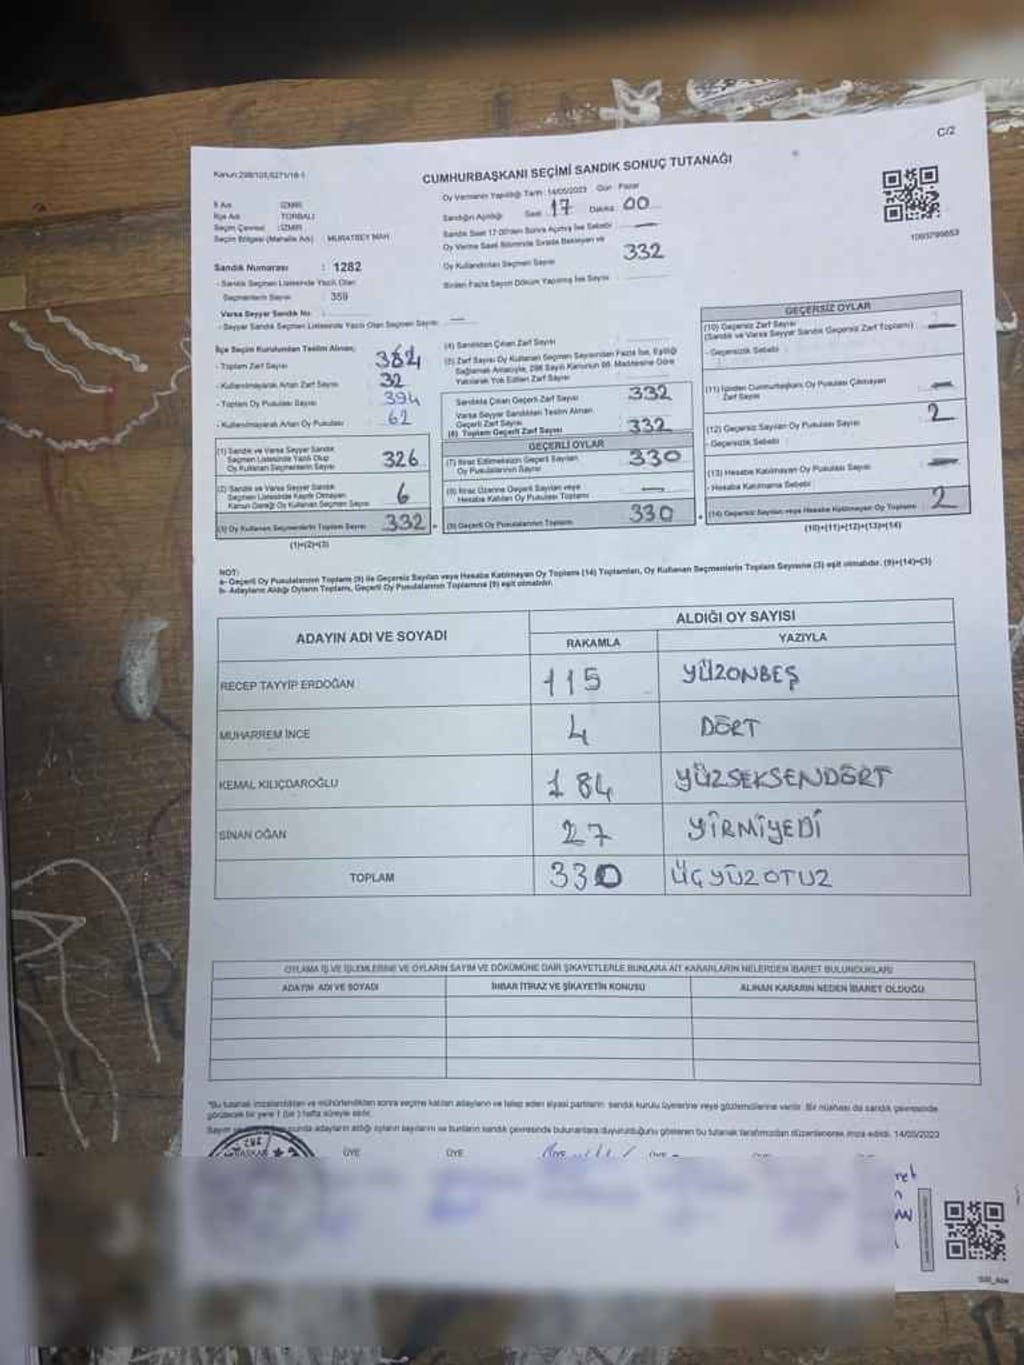 C/2
CUMHURBAŞKANI SEÇİMİ SANDIK SONUÇ TUTANAĞI
Oy Vermenin Yapıldığı Tarih : 14/05/2023 Gün : Pazar
İl Adı : İZMİR
İlçe Adı : TORBALI
Seçim Çevresi : İZMİR
Seçim Bölgesi (Mahalle Adı) : MURATBEY MAH.
Sandığın Açıldığı Saat : 17 Dakika : 00
Sandık Saat 17:00'den Sonra Açılmış İse Sebebi :
Oy Verme Saati Bitiminde Sırada Bekleyen ve
Oy Kullandırılan Seçmen Sayısı 332
Birden Fazla Sayım Döküm Yapılmış İse Sayısı
Sandık Numarası : 1282
- Sandık Seçmen Listesinde Yazılı Olan
Seçmenlerin Sayısı : 359
Varsa Seyyar Sandık No :
- Seyyar Sandık Seçmen Listesinde Yazılı Olan Seçmen Sayısı :
İlçe Seçim Kurulundan Teslim Alınan;
- Toplam Zarf Sayısı
- Kullanılmayarak Artan Zarf Sayısı 32
- Toplam Oy Pusulası Sayısı 394
- Kullanılmayarak Artan Oy Pusulası 62
(1) Sandık ve Varsa Seyyar Sandık
Seçmen Listesinde Yazılı Olup
Oy Kullanan Seçmenlerin Sayısı 326
(2) Sandık ve Varsa Seyyar Sandık
Seçmen Listesinde Kayıtlı Olmayan
Kanun Gereği Oy Kullanan Seçmen Sayısı 6
(3) Oy Kullanan Seçmenlerin Toplam Sayısı 332 =
(1)+(2)=(3)
(4) Sandıktan Çıkan Zarf Sayısı
(5) Zarf Sayısı Oy Kullanan Seçmen Sayısından Fazla İse, Eşitliği
Sağlamak Amacıyla, 298 Sayılı Kanunun 98. Maddesine Göre
Yakılarak Yok Edilen Zarf Sayısı
Sandıkta Çıkan Geçerli Zarf Sayısı 332
Varsa Seyyar Sandıktan Teslim Alınan
Geçerli Zarf Sayısı
(6) Toplam Geçerli Zarf Sayısı 332
GEÇERLİ OYLAR
(7) İtiraz Edilmeksizin Geçerli Sayılan
Oy Pusulalarının Sayısı 330
(8) İtiraz Üzerine Geçerli Sayılan veya
Hesaba Katılan Oy Pusulası Toplamı
(9) Geçerli Oy Pusulalarının Toplamı 330 +
GEÇERSİZ OYLAR
(10) Geçersiz Zarf Sayısı
(Sandık ve Varsa Seyyar Sandık Geçersiz Zarf Toplamı)
- Geçersizlik Sebebi :
(11) İçinden Cumhurbaşkanı Oy Pusulası Çıkmayan
Zarf Sayısı
(12) Geçersiz Sayılan Oy Pusulası Sayısı 2
- Geçersizlik Sebebi :
(13) Hesaba Katılmayan Oy Pusulası Sayısı
- Hesaba Katılmama Sebebi :
(14) Geçersiz Sayılan veya Hesaba Katılmayan Oy Toplamı 2
(10)+(11)+(12)+(13)=(14)
NOT:
a- Geçerli Oy Pusulalarının Toplamı (9) ile Geçersiz Sayılan veya Hesaba Katılmayan Oy Toplamı (14) Toplamları, Oy Kullanan Seçmenlerin Toplam Sayısına (3) eşit olmalıdır. (9)+(14)=(3)
b- Adayların Aldığı Oyların Toplamı, Geçerli Oy Pusulalarının Toplamına (9) eşit olmalıdır.
ADAYIN ADI VE SOYADI ALDIĞI OY SAYISI
RAKAMLA YAZIYLA
RECEP TAYYİP ERDOĞAN 115 YÜZONBEŞ
MUHARREM İNCE 4 DÖRT
KEMAL KILIÇDAROĞLU 184 YÜZSEKSENDÖRT
SİNAN OĞAN 27 YİRMİYEDİ
TOPLAM 330 ÜÇYÜZOTUZ
OYLAMA İŞ VE İŞLEMLERİNE VE OYLARIN SAYIM VE DÖKÜMÜNE DAİR ŞİKAYETLERLE BUNLARA AİT KARARLARIN NELERDEN İBARET BULUNDUKLARI
ADAYIN ADI VE SOYADI İHBAR İTİRAZ VE ŞİKAYETİN KONUSU ALINAN KARARIN NEDEN İBARET OLDUĞU
*Bu tutanak imzalandıktan ve mühürlendikten sonra seçime katılan adayların ve talep eden siyasi partilerin sandık kurulu üyelerine veya gözlemcilerine verilir. Bir nüshası da sandık çevresinde
görülecek bir yere 1 (bir) hafta süreyle asılır.
adayların aldığı oyların sayılarını ve bunların sandık çevresinde bulunanlara duyurulduğunu gösteren bu tutanak tarafımızdan düzenlenerek imza edildi. 14/05/2023
ÜYE ÜYE ÜYE